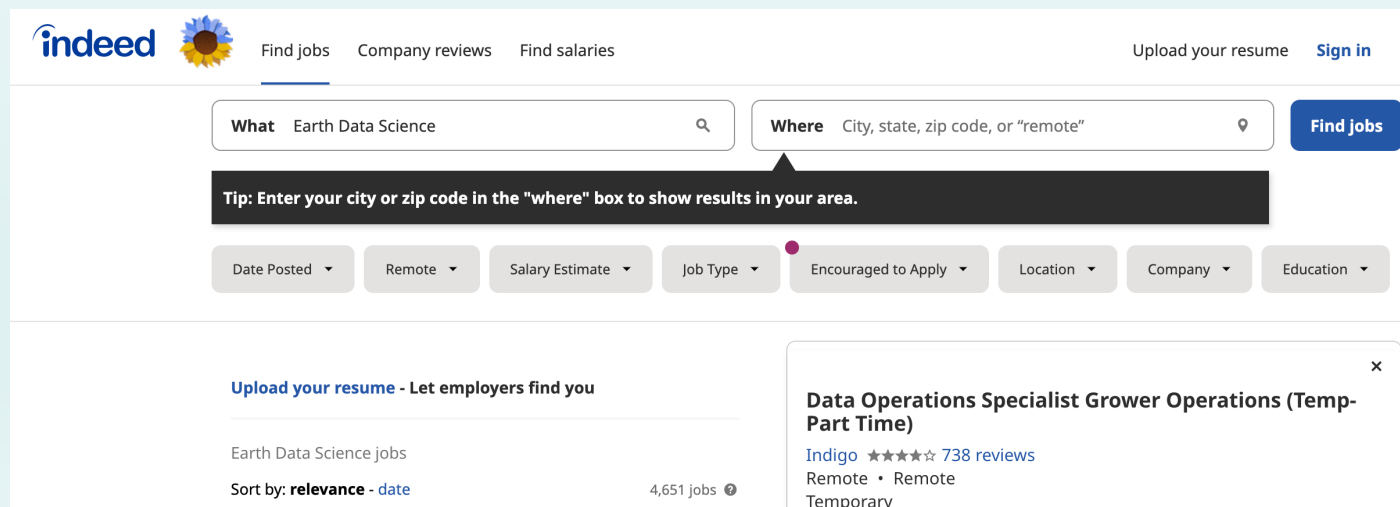 indeed Find jobs Company reviews Find salaries Upload your resume Sign in
What Earth Data Science Where City, state, zip code, or “remote” Find jobs
Tip: Enter your city or zip code in the "where" box to show results in your area.
Date Posted Remote Salary Estimate Job Type Encouraged to Apply Location Company Education
Upload your resume - Let employers find you
Earth Data Science jobs
Sort by: relevance - date 4,651 jobs
Data Operations Specialist Grower Operations (Temp-
Part Time)
Indigo 738 reviews
Remote • Remote
Temporary